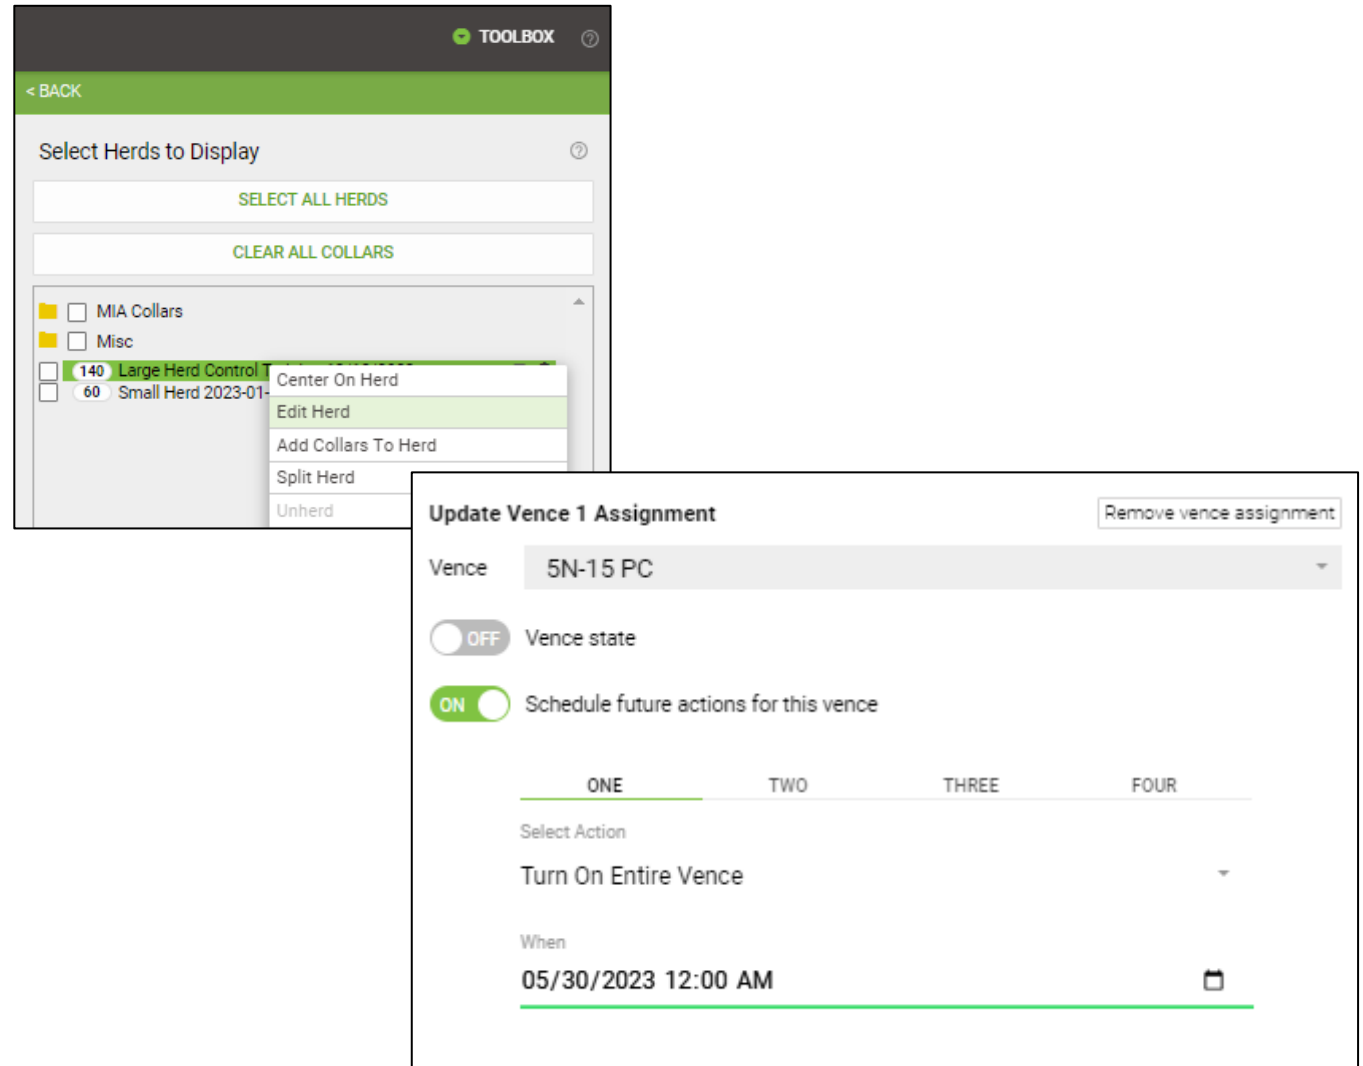 TOOLBOX
< BACK
Select Herds to Display
SELECT ALL HERDS
CLEAR ALL COLLARS
MIA Collars
Misc
140 Large Herd Control
60 Small Herd 2023-01-
Center On Herd
Edit Herd
Add Collars To Herd
Split Herd
Unherd
Update Vence 1 Assignment
Remove vence assignment
Vence 5N-15 PC
OFF Vence state
ON Schedule future actions for this vence
ONE TWO THREE FOUR
Select Action
Turn On Entire Vence
When
05/30/2023 12:00 AM